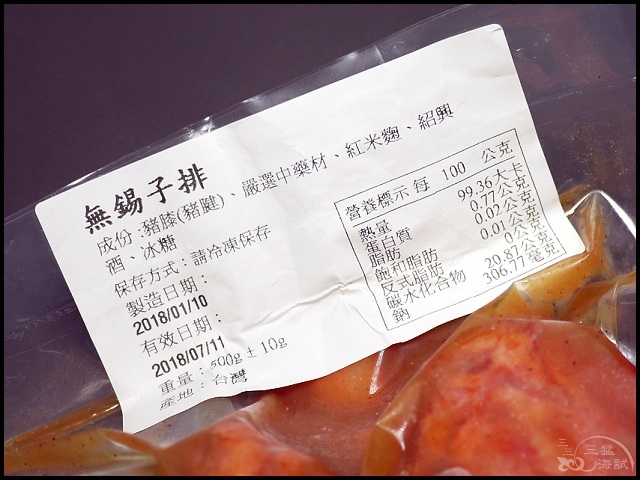 無錫子排
成份：豬膝(豬腱)、嚴選中藥材、紅米麴、紹興
酒、冰糖
保存方式：請冷凍保存
製造日期：
2018/01/10
有效日期：
2018/07/11
重量：500g±10g
產地：台灣
營養標示 每 100 公克
熱量 99.36大卡
蛋白質 0.77公克
脂肪 0.02公克
飽和脂肪 0.01公克
反式脂肪 0公克
碳水化合物 20.87公克
鈉 306.77毫克
三猛
海試